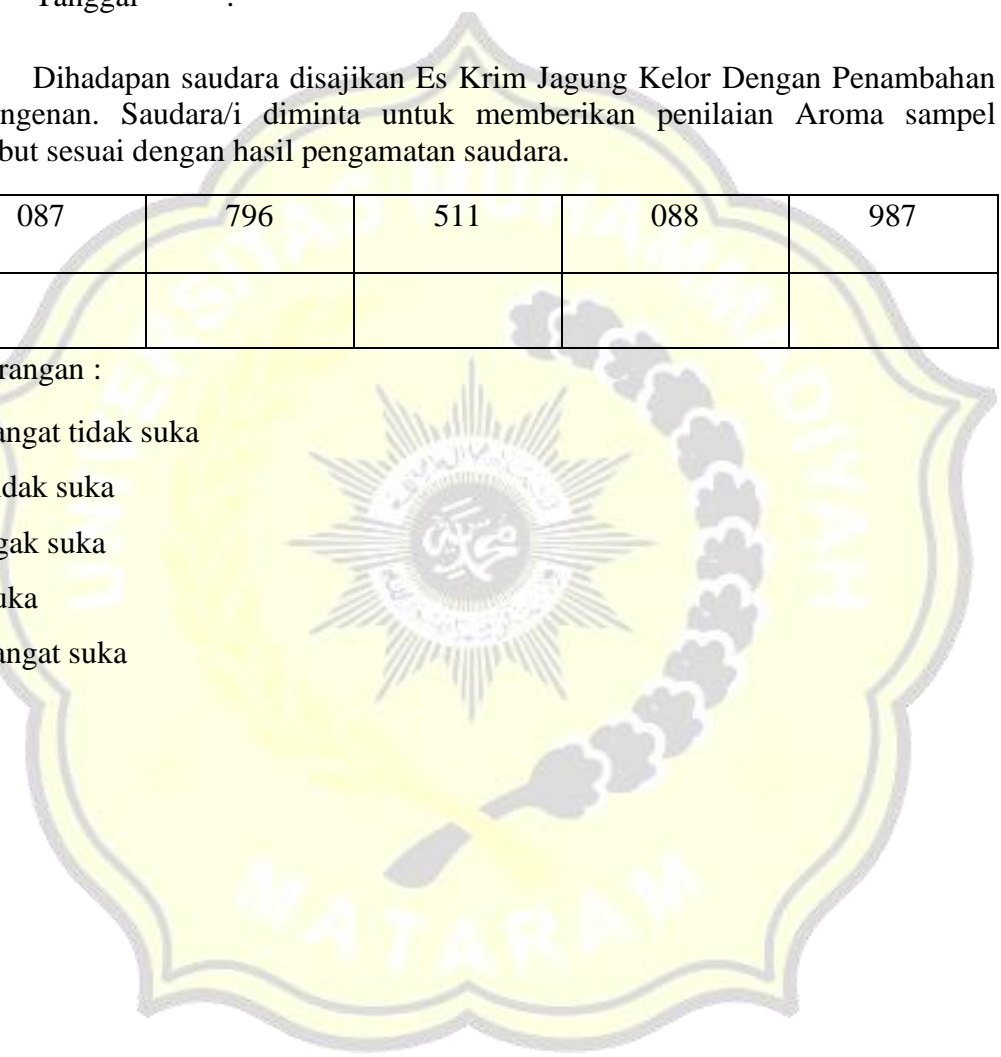 Tanggal :
Dihadapan saudara disajikan Es Krim Jagung Kelor Dengan Penambahan
ngenan. Saudara/i diminta untuk memberikan penilaian Aroma sampel
but sesuai dengan hasil pengamatan saudara.
087 796 511 088 987
rangan :
angat tidak suka
dak suka
gak suka
uka
angat suka
UNIVERSITAS MUHAMMADIYAH
MATARAM